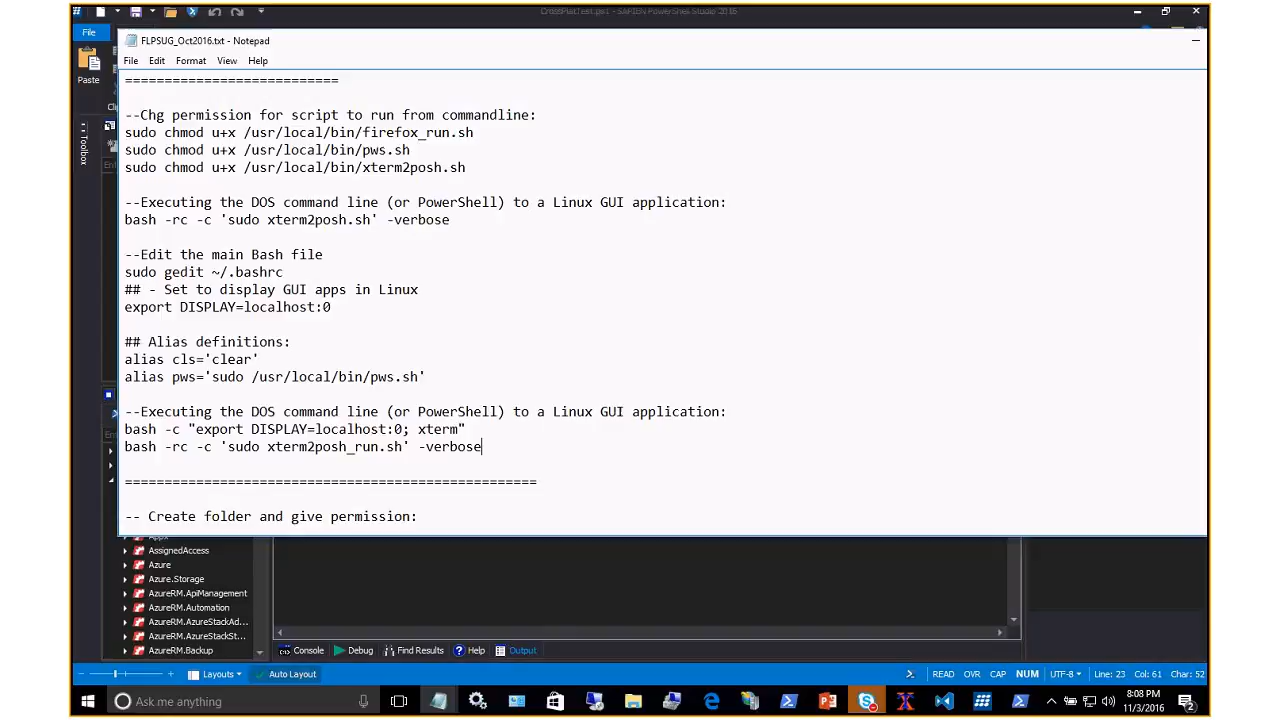 CrossPlatTest.ps1 - SAPIEN PowerShell Studio 2015
File
FLPSUG_Oct2016.txt - Notepad
File Edit Format View Help
Paste
Toolbox
===========================
--Chg permission for script to run from commandline:
sudo chmod u+x /usr/local/bin/firefox_run.sh
sudo chmod u+x /usr/local/bin/pws.sh
sudo chmod u+x /usr/local/bin/xterm2posh.sh
--Executing the DOS command line (or PowerShell) to a Linux GUI application:
bash -rc -c 'sudo xterm2posh.sh' -verbose
--Edit the main Bash file
sudo gedit ~/.bashrc
## - Set to display GUI apps in Linux
export DISPLAY=localhost:0
## Alias definitions:
alias cls='clear'
alias pws='sudo /usr/local/bin/pws.sh'
--Executing the DOS command line (or PowerShell) to a Linux GUI application:
bash -c "export DISPLAY=localhost:0; xterm"
bash -rc -c 'sudo xterm2posh_run.sh' -verbose
====================================================
-- Create folder and give permission:
AssignedAccess
Azure
Azure.Storage
AzureRM.ApiManagement
AzureRM.Automation
AzureRM.AzureStackAd...
AzureRM.AzureStackSt...
AzureRM.Backup
Console Debug Find Results Help Output
Layouts Auto Layout READ OVR CAP NUM UTF-8 Line: 23 Col: 61 Char: 52
Ask me anything
8:08 PM
11/3/2016
2